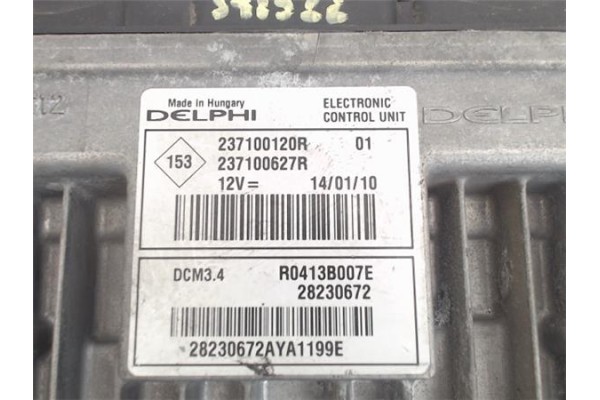 12
Made in Hungary
DELPHI
ELECTRONIC
CONTROL UNIT
DELPHI
153
237100120R 01
237100627R
12V= 14/01/10
DCM3.4 R0413B007E
28230672
28230672AYA1199E